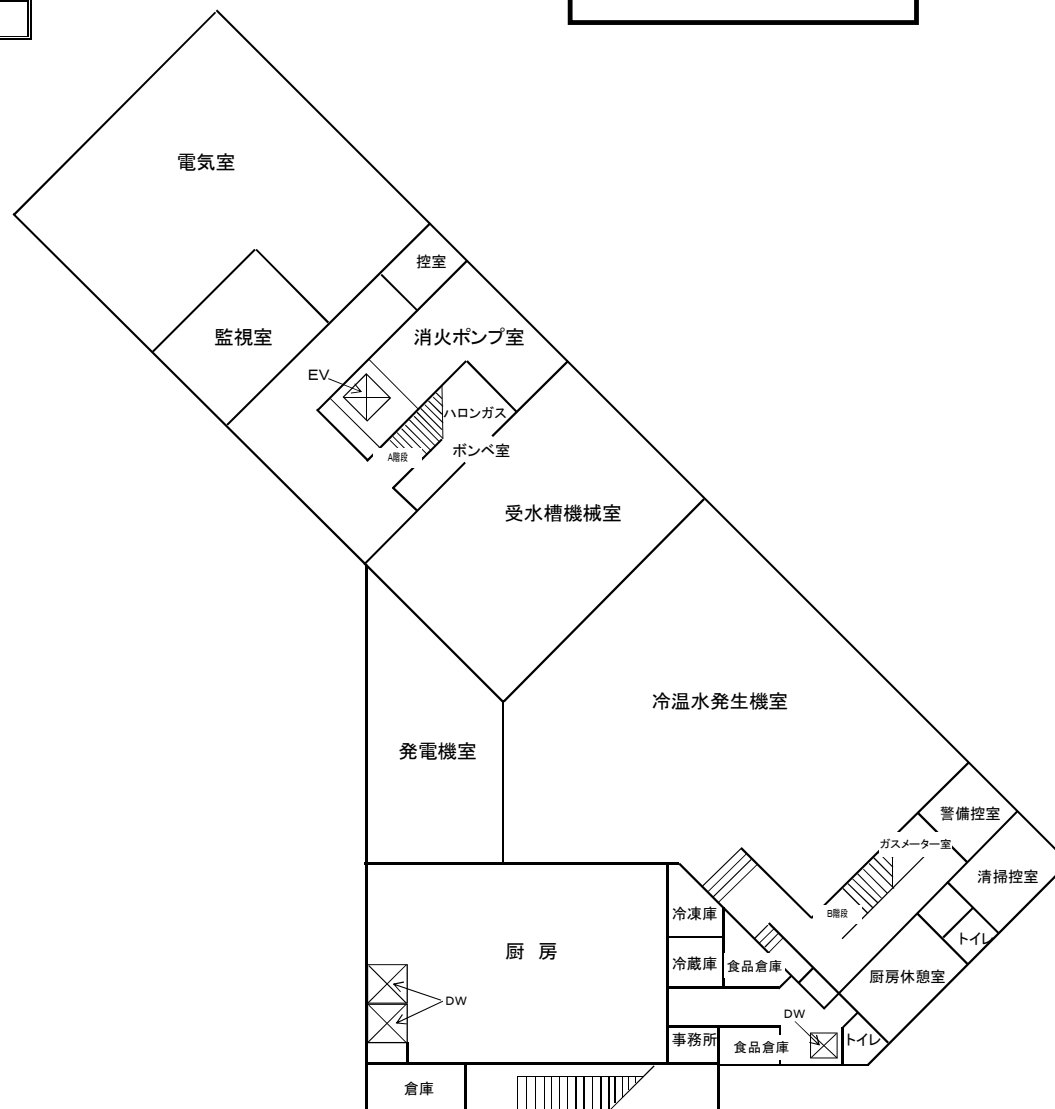 電気室
控室
監視室
消火ポンプ室
EV
ハロンガス
ボンベ室
A階段
受水槽機械室
冷温水発生機室
発電機室
警備控室
ガスメーター室
清掃控室
冷凍庫
B階段
トイレ
厨 房
冷蔵庫
食品倉庫
厨房休憩室
DW
DW
事務所
食品倉庫
トイレ
倉庫